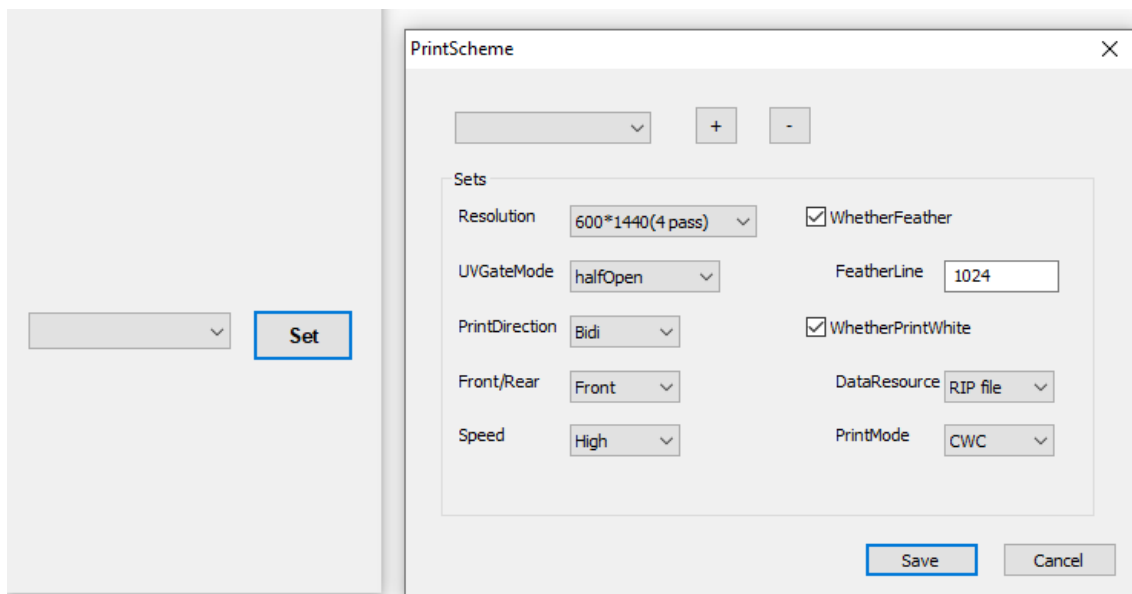 PrintScheme
+ -
Sets
Resolution 600*1440(4 pass) WhetherFeather
UVGateMode halfOpen FeatherLine 1024
Set
PrintDirection Bidi WhetherPrintWhite
Front/Rear Front DataResource RIP file
Speed High PrintMode CWC
Save Cancel